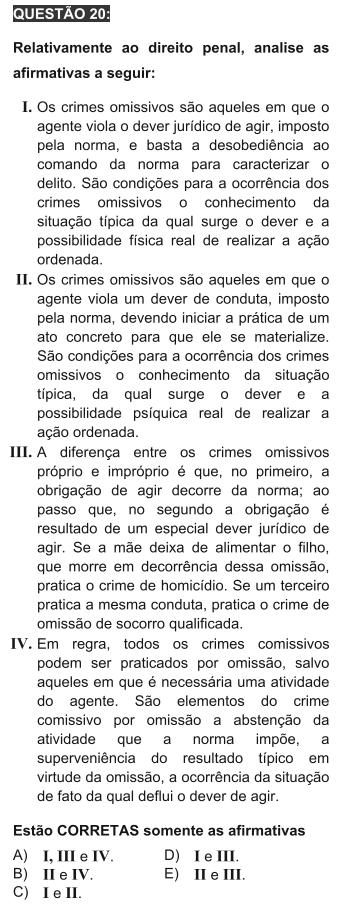 QUESTÃO 20:
Relativamente ao direito penal, analise as
afirmativas a seguir:
I. Os crimes omissivos são aqueles em que o
agente viola o dever jurídico de agir, imposto
pela norma, e basta a desobediência ao
comando da norma para caracterizar o
delito. São condições para a ocorrência dos
crimes omissivos o conhecimento da
situação típica da qual surge o dever e a
possibilidade física real de realizar a ação
ordenada.
II. Os crimes omissivos são aqueles em que o
agente viola um dever de conduta, imposto
pela norma, devendo iniciar a prática de um
ato concreto para que ele se materialize.
São condições para a ocorrência dos crimes
omissivos o conhecimento da situação
típica, da qual surge o dever e a
possibilidade psíquica real de realizar a
ação ordenada.
III. A diferença entre os crimes omissivos
próprio e impróprio é que, no primeiro, a
obrigação de agir decorre da norma; ao
passo que, no segundo a obrigação é
resultado de um especial dever jurídico de
agir. Se a mãe deixa de alimentar o filho,
que morre em decorrência dessa omissão,
pratica o crime de homicídio. Se um terceiro
pratica a mesma conduta, pratica o crime de
omissão de socorro qualificada.
IV. Em regra, todos os crimes comissivos
podem ser praticados por omissão, salvo
aqueles em que é necessária uma atividade
do agente. São elementos do crime
comissivo por omissão a abstenção da
atividade que a norma impõe, a
superveniência do resultado típico em
virtude da omissão, a ocorrência da situação
de fato da qual deflui o dever de agir.
Estão CORRETAS somente as afirmativas
A) I, III e IV. D) I e III.
B) II e IV. E) II e III.
C) I e II.